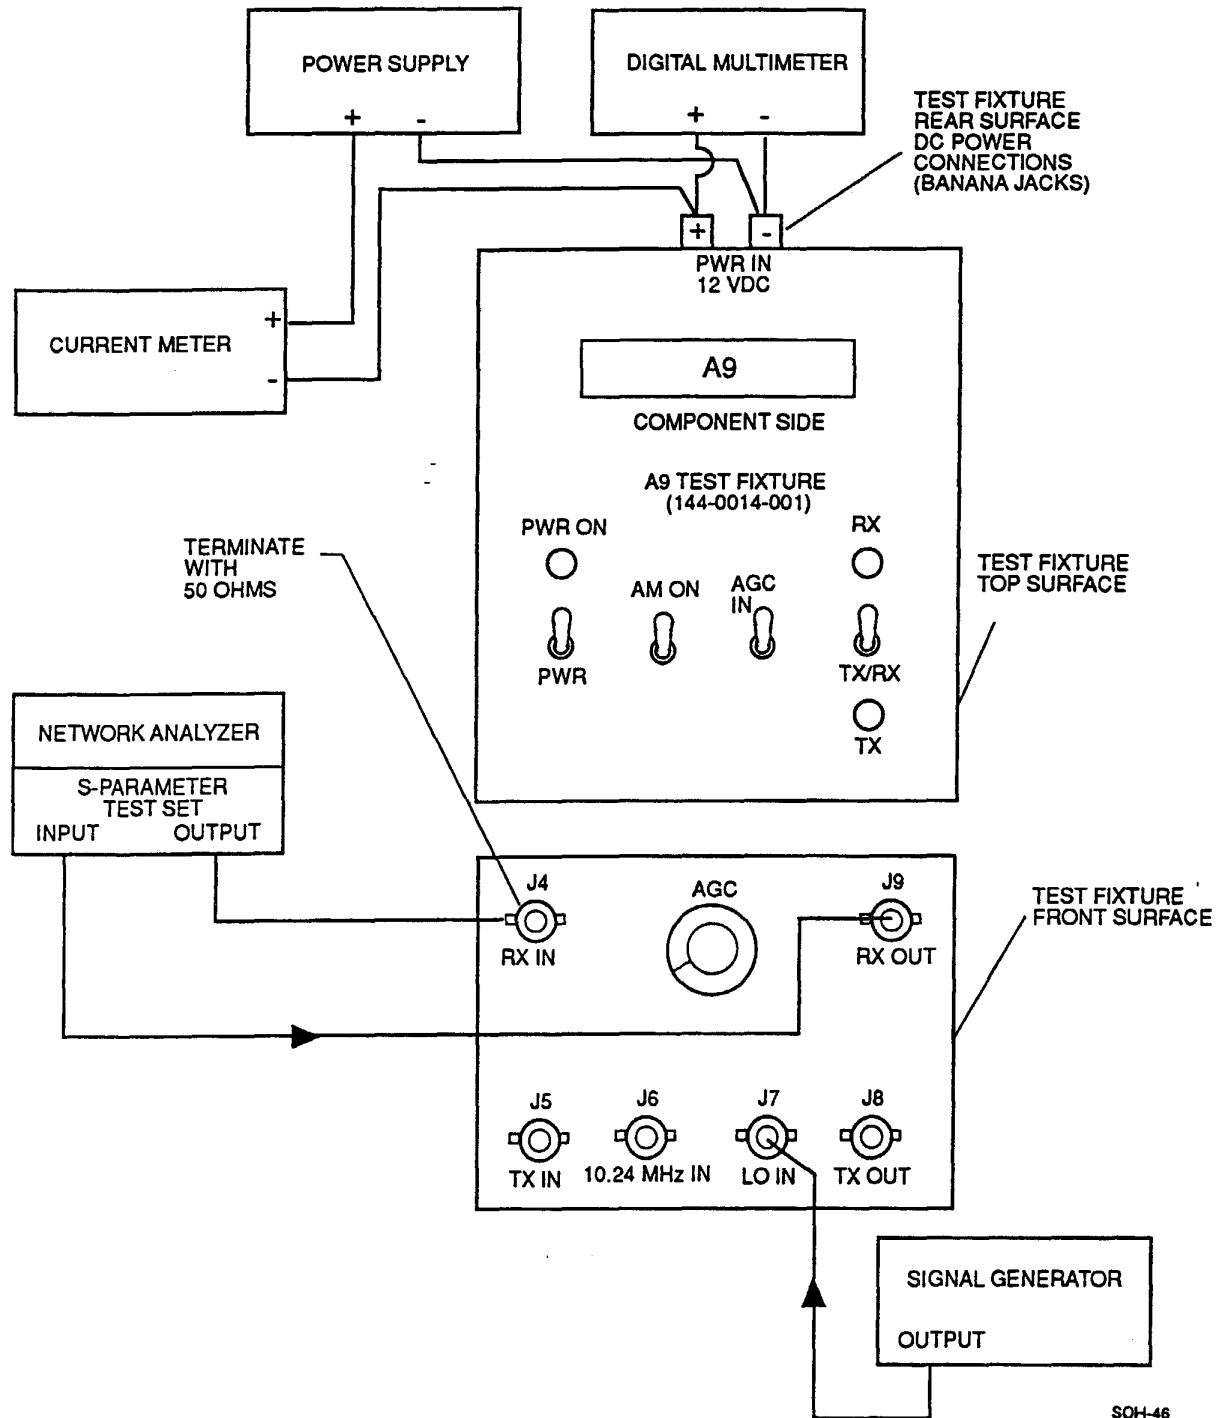 POWER SUPPLY
+ -
DIGITAL MULTIMETER
+ -
TEST FIXTURE
REAR SURFACE
DC POWER
CONNECTIONS
(BANANA JACKS)
+ -
PWR IN
12 VDC
CURRENT METER
+
-
A9
COMPONENT SIDE
A9 TEST FIXTURE
(144-0014-001)
PWR ON
RX
AM ON
AGC
IN
PWR
TX/RX
TX
TERMINATE
WITH
50 OHMS
TEST FIXTURE
TOP SURFACE
NETWORK ANALYZER
S-PARAMETER
TEST SET
INPUT OUTPUT
J4
RX IN
AGC
J9
RX OUT
TEST FIXTURE
FRONT SURFACE
J5
TX IN
J6
10.24 MHz IN
J7
LO IN
J8
TX OUT
SIGNAL GENERATOR
OUTPUT
SOH-46